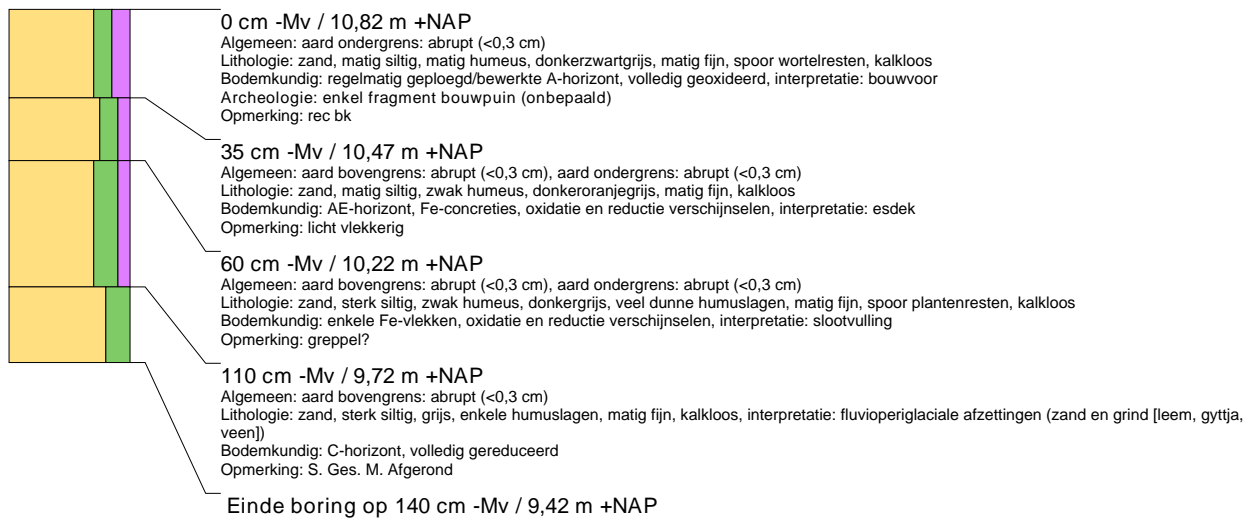 0 cm -Mv / 10,82 m +NAP
Algemeen: aard ondergrens: abrupt (<0,3 cm)
Lithologie: zand, matig siltig, matig humeus, donkerzwartgrijs, matig fijn, spoor wortelresten, kalkloos
Bodemkundig: regelmatig geploegd/bewerkte A-horizont, volledig geoxideerd, interpretatie: bouwvoor
Archeologie: enkel fragment bouwpuin (onbepaald)
Opmerking: rec bk
35 cm -Mv / 10,47 m +NAP
Algemeen: aard bovengrens: abrupt (<0,3 cm), aard ondergrens: abrupt (<0,3 cm)
Lithologie: zand, matig siltig, zwak humeus, donkeroranjegrijs, matig fijn, kalkloos
Bodemkundig: AE-horizont, Fe-concreties, oxidatie en reductie verschijnselen, interpretatie: esdek
Opmerking: licht vlekkerig
60 cm -Mv / 10,22 m +NAP
Algemeen: aard bovengrens: abrupt (<0,3 cm), aard ondergrens: abrupt (<0,3 cm)
Lithologie: zand, sterk siltig, zwak humeus, donkergrijs, veel dunne humuslagen, matig fijn, spoor plantenresten, kalkloos
Bodemkundig: enkele Fe-vlekken, oxidatie en reductie verschijnselen, interpretatie: slootvulling
Opmerking: greppel?
110 cm -Mv / 9,72 m +NAP
Algemeen: aard bovengrens: abrupt (<0,3 cm)
Lithologie: zand, sterk siltig, grijs, enkele humuslagen, matig fijn, kalkloos, interpretatie: fluvioperiglaciale afzettingen (zand en grind [leem, gyttja,
veen])
Bodemkundig: C-horizont, volledig gereduceerd
Opmerking: S. Ges. M. Afgerond
Einde boring op 140 cm -Mv / 9,42 m +NAP